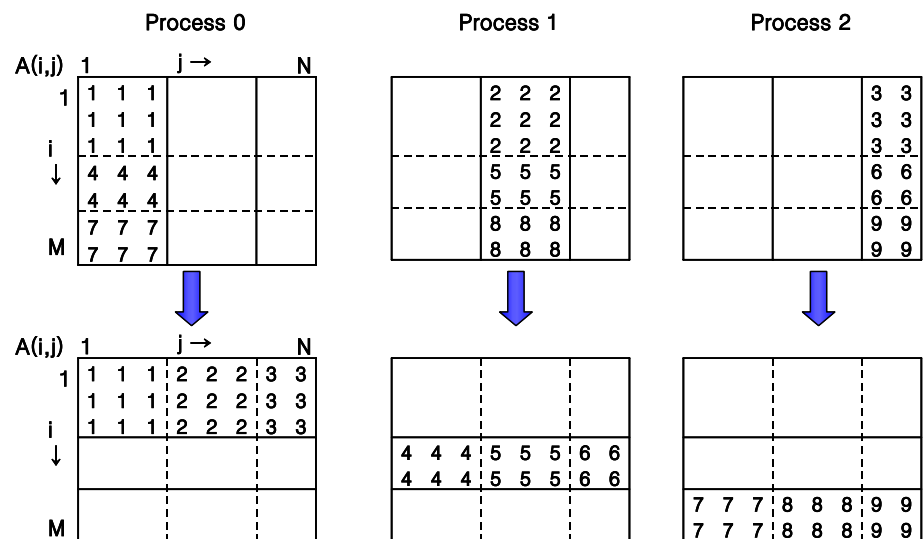 Process 0 Process 1 Process 2
A(i,j) 1 j → N
1 1 1 1 2 2 2 3 3
1 1 1 2 2 2 3 3
i 1 1 1 2 2 2 3 3
↓ 4 4 4 5 5 5 6 6
4 4 4 5 5 5 6 6
7 7 7 8 8 8 9 9
M 7 7 7 8 8 8 9 9
A(i,j) 1 j → N
1 1 1 1 2 2 2 3 3
1 1 1 2 2 2 3 3
i 1 1 1 2 2 2 3 3
↓ 4 4 4 5 5 5 6 6
4 4 4 5 5 5 6 6
7 7 7 8 8 8 9 9
M 7 7 7 8 8 8 9 9